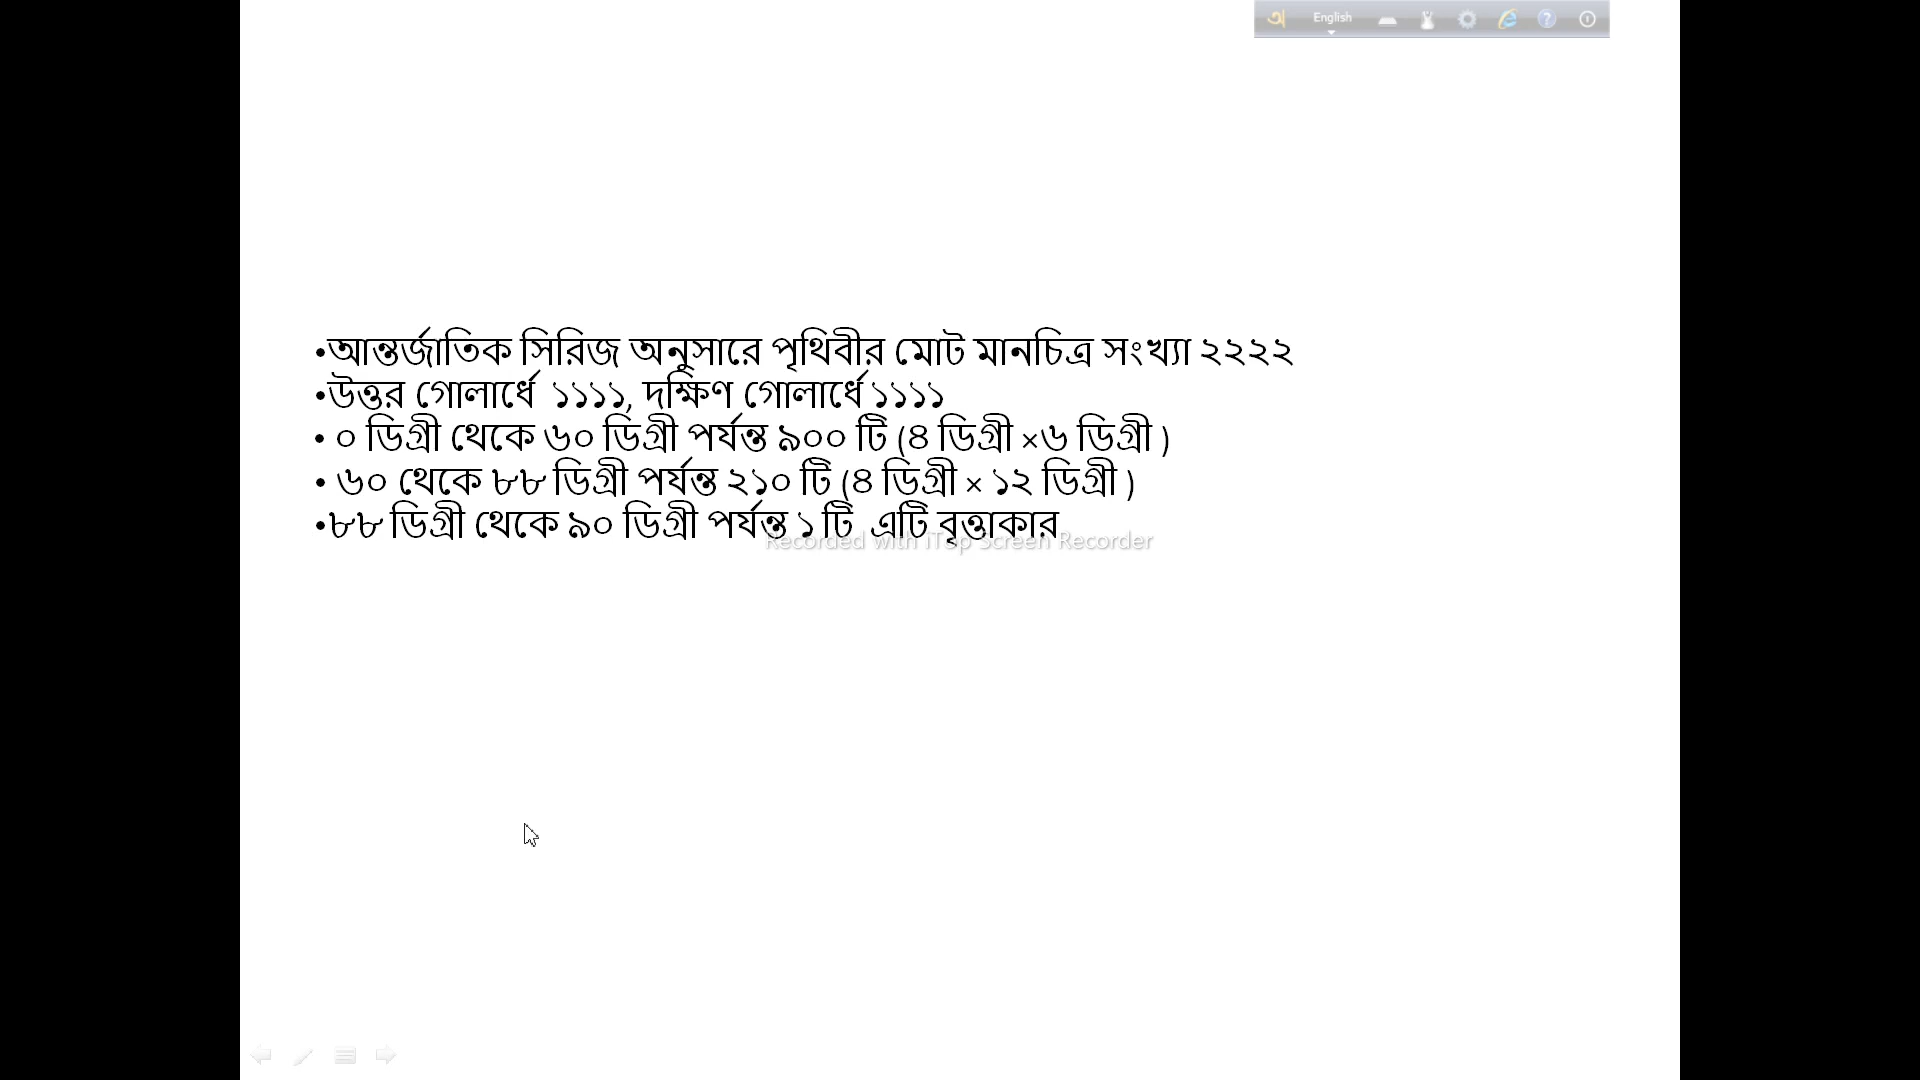 English
•আন্তর্জাতিক সিরিজ অনুসারে পৃথিবীর মোট মানচিত্র সংখ্যা ২২২২
•উত্তর গোলার্ধে ১১১১, দক্ষিণ গোলার্ধে ১১১১
• ০ ডিগ্রী থেকে ৬০ ডিগ্রী পর্যন্ত ৯০০ টি (৪ ডিগ্রী ×৬ ডিগ্রী )
• ৬০ থেকে ৮৮ ডিগ্রী পর্যন্ত ২১০ টি (৪ ডিগ্রী × ১২ ডিগ্রী )
•৮৮ ডিগ্রী থেকে ৯০ ডিগ্রী পর্যন্ত ১ টি এটি বৃত্তাকার
Recorded with iTop Screen Recorder